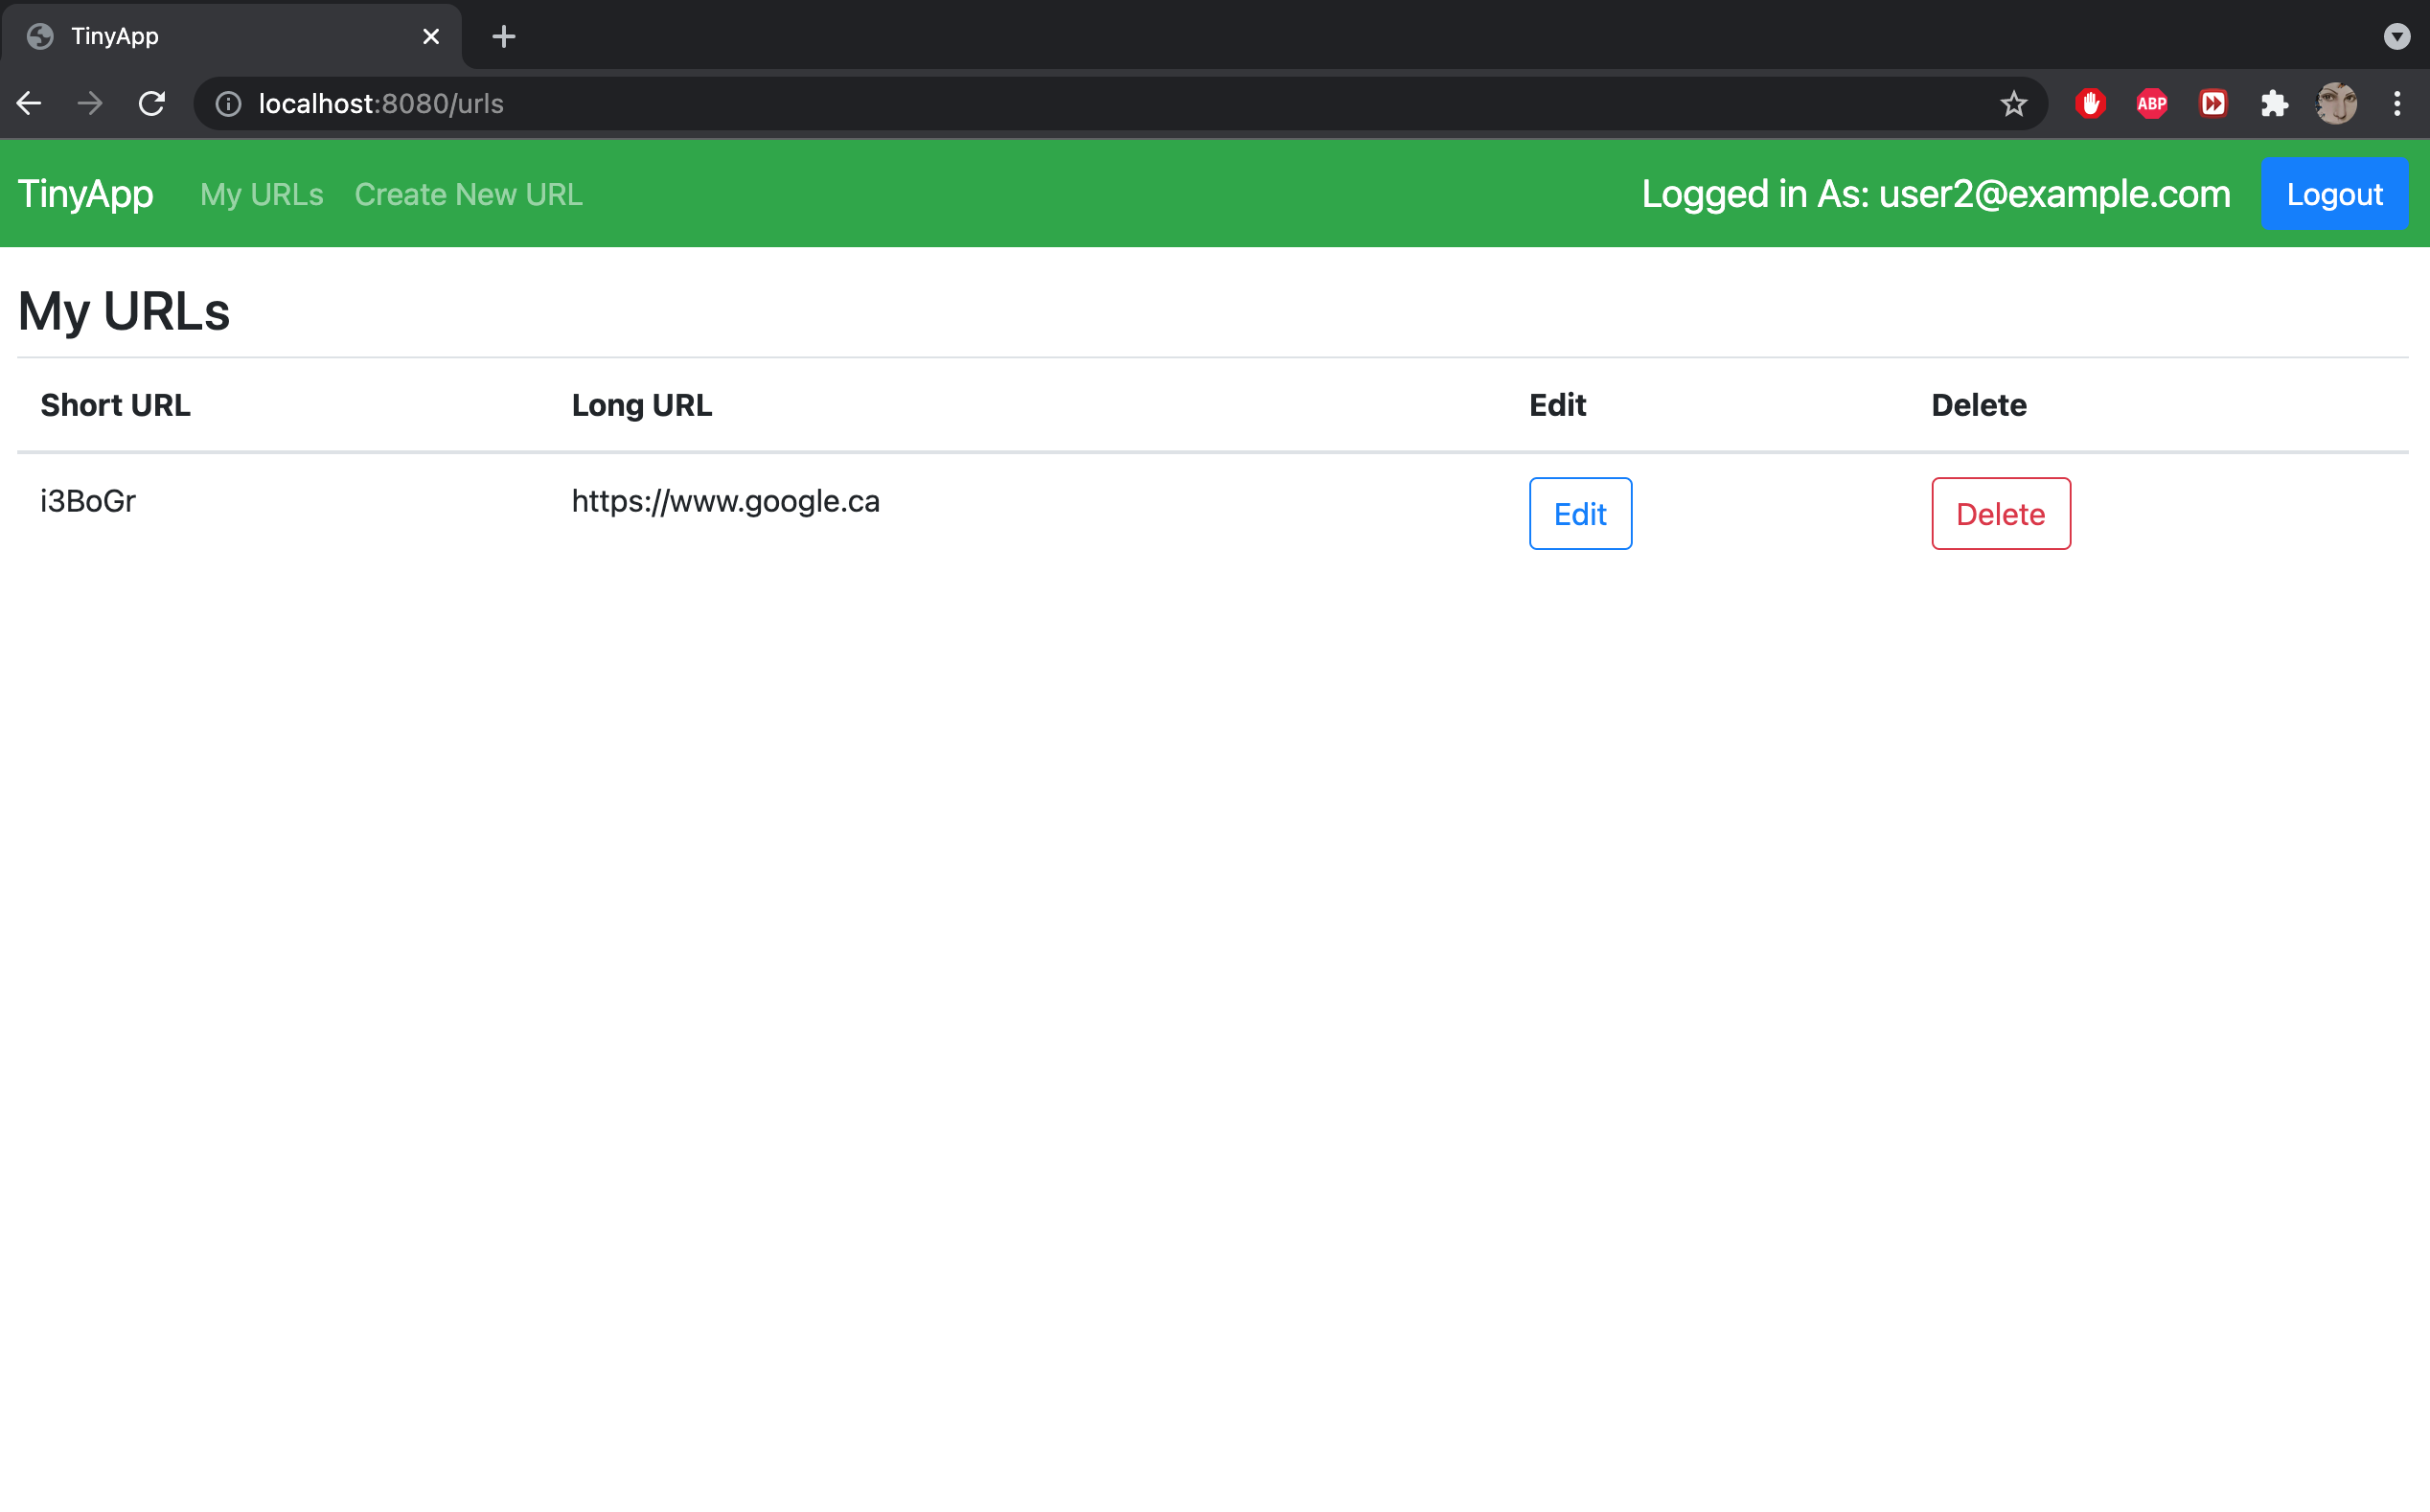 TinyApp
localhost:8080/urls
ABP
TinyApp My URLs Create New URL Logged in As: user2@example.com Logout
My URLs
Short URL Long URL Edit Delete
i3BoGr https://www.google.ca Edit Delete